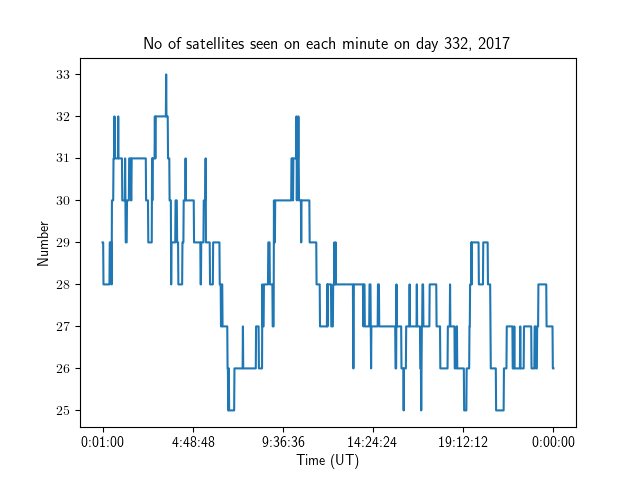 No of satellites seen on each minute on day 332, 2017
33
32
31
30
29
28
27
26
25
Number
0:01:00 4:48:48 9:36:36 14:24:24 19:12:12 0:00:00
Time (UT)